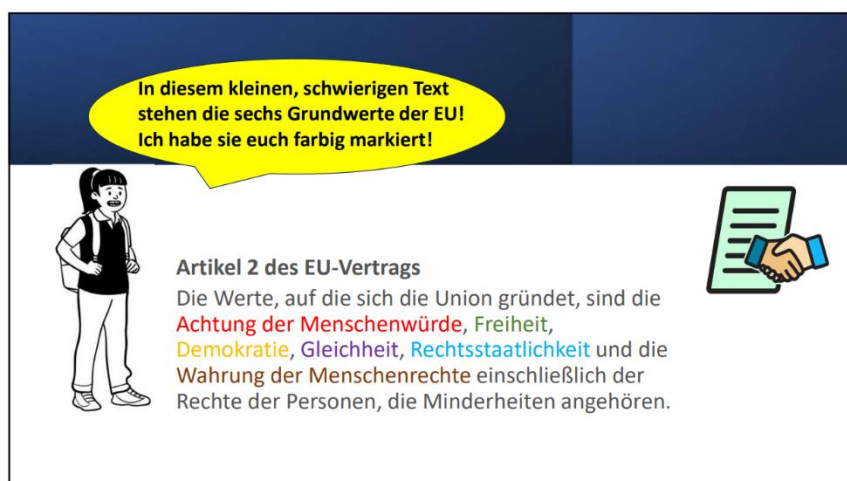 In diesem kleinen, schwierigen Text
stehen die sechs Grundwerte der EU!
Ich habe sie euch farbig markiert!
Artikel 2 des EU-Vertrags
Die Werte, auf die sich die Union gründet, sind die
Achtung der Menschenwürde, Freiheit,
Demokratie, Gleichheit, Rechtsstaatlichkeit und die
Wahrung der Menschenrechte einschließlich der
Rechte der Personen, die Minderheiten angehören.